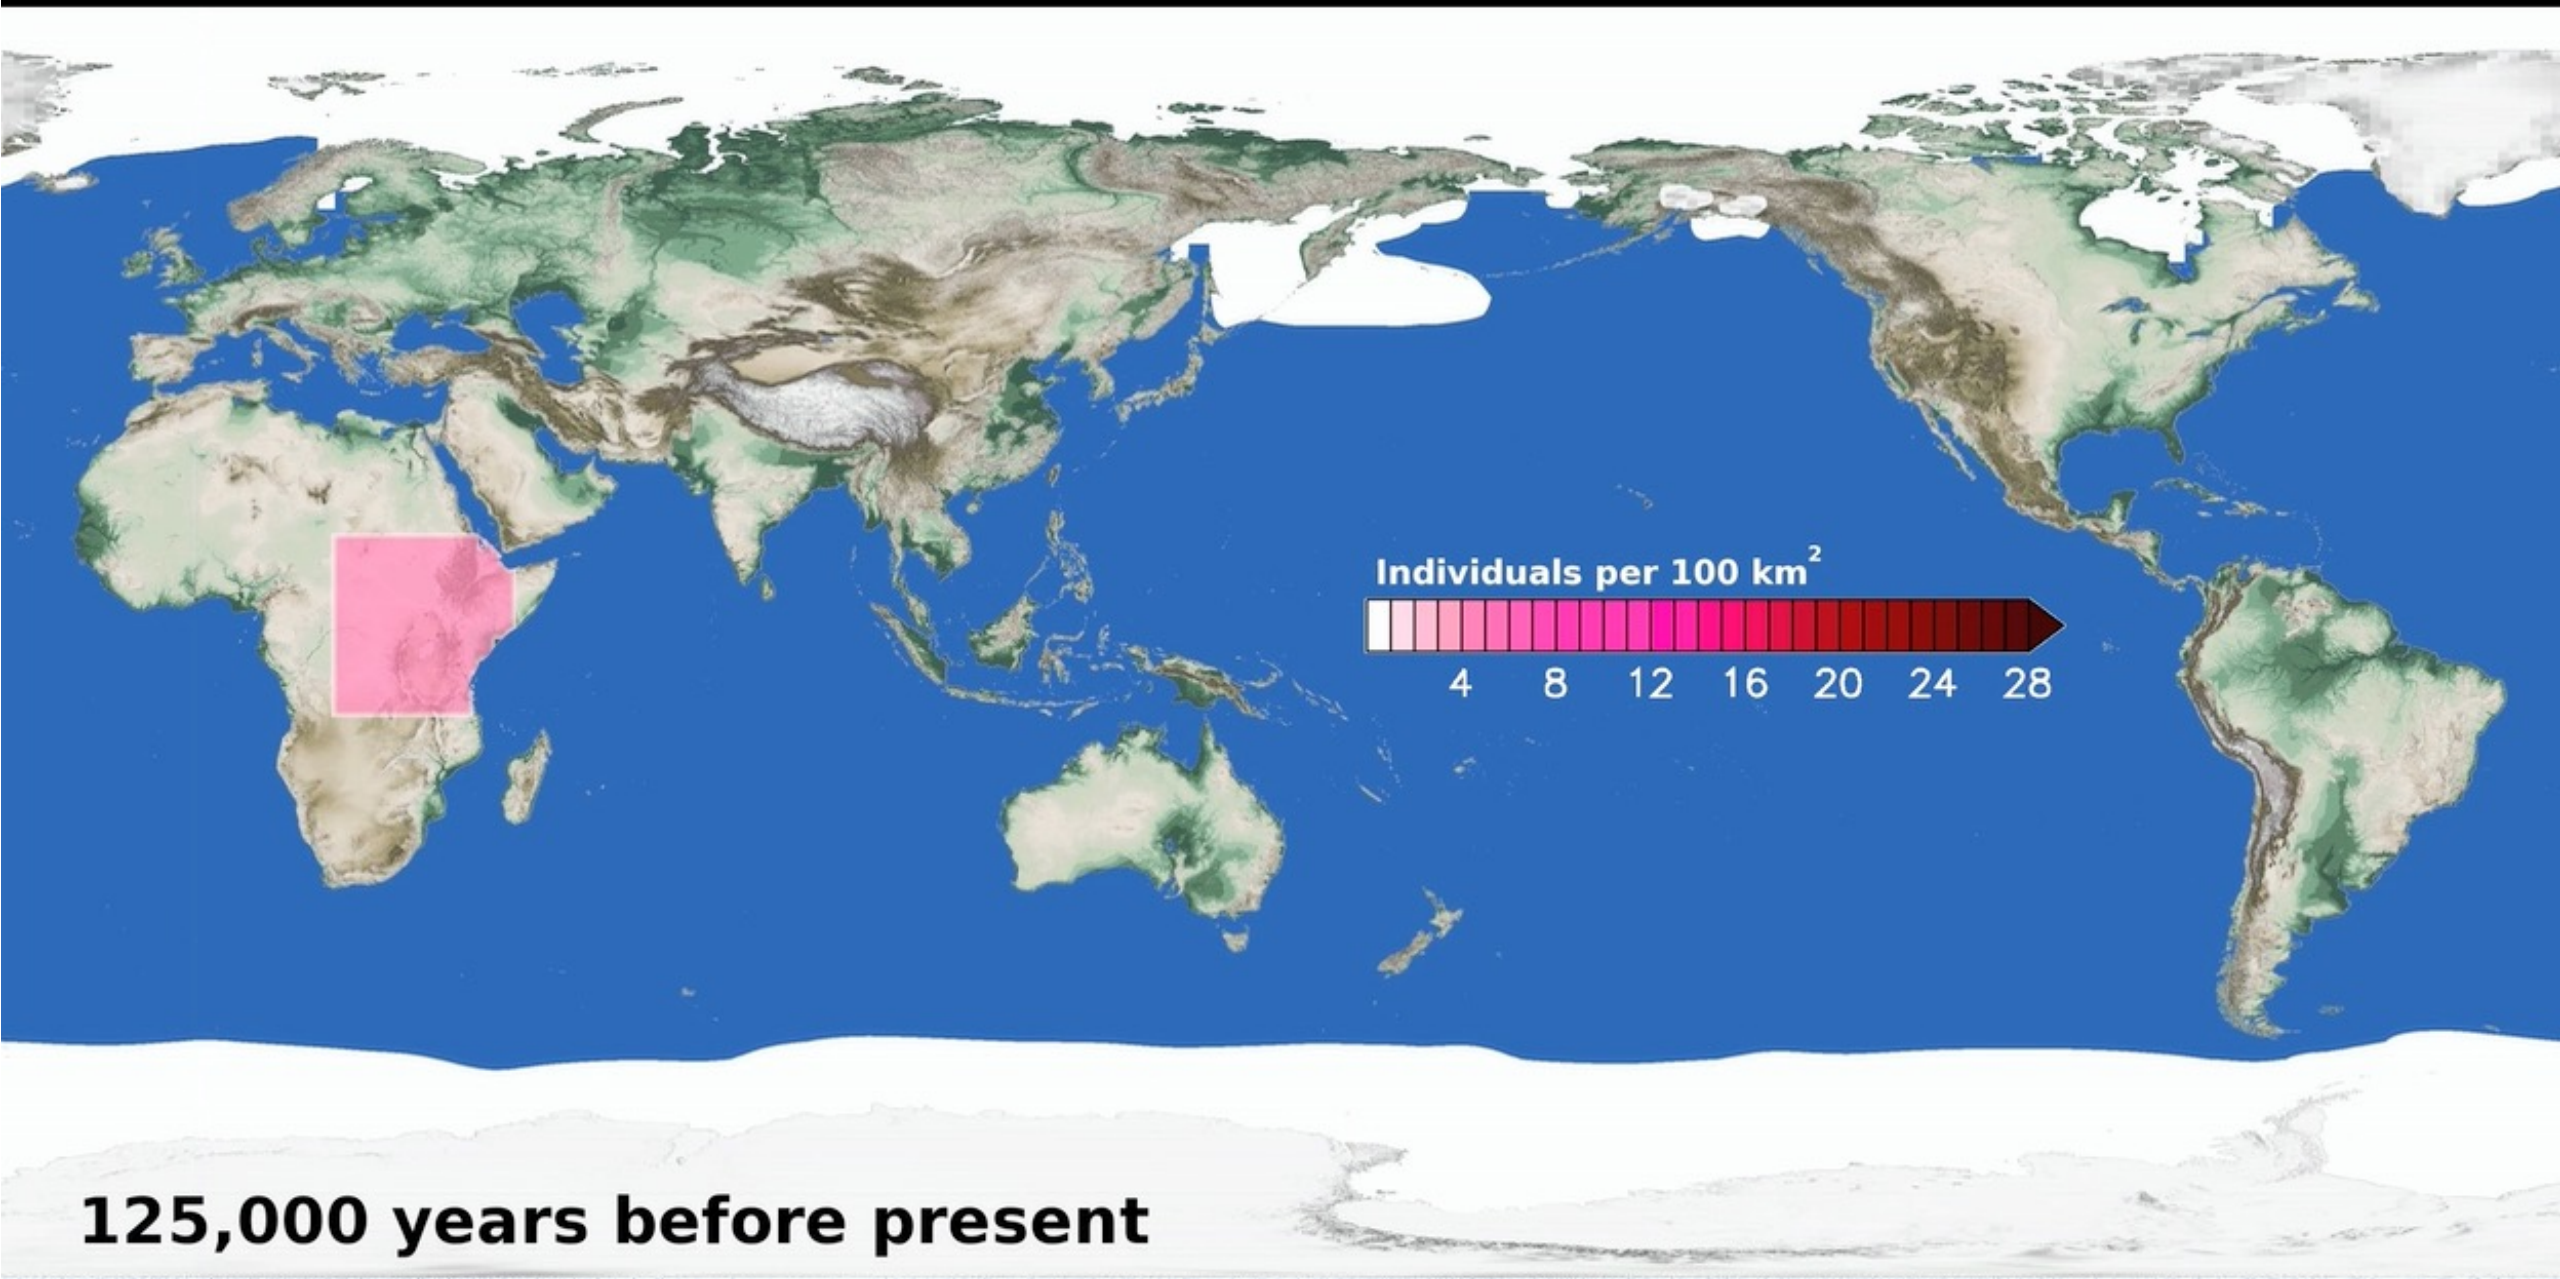 Individuals per 100 km²
4 8 12 16 20 24 28
125,000 years before present